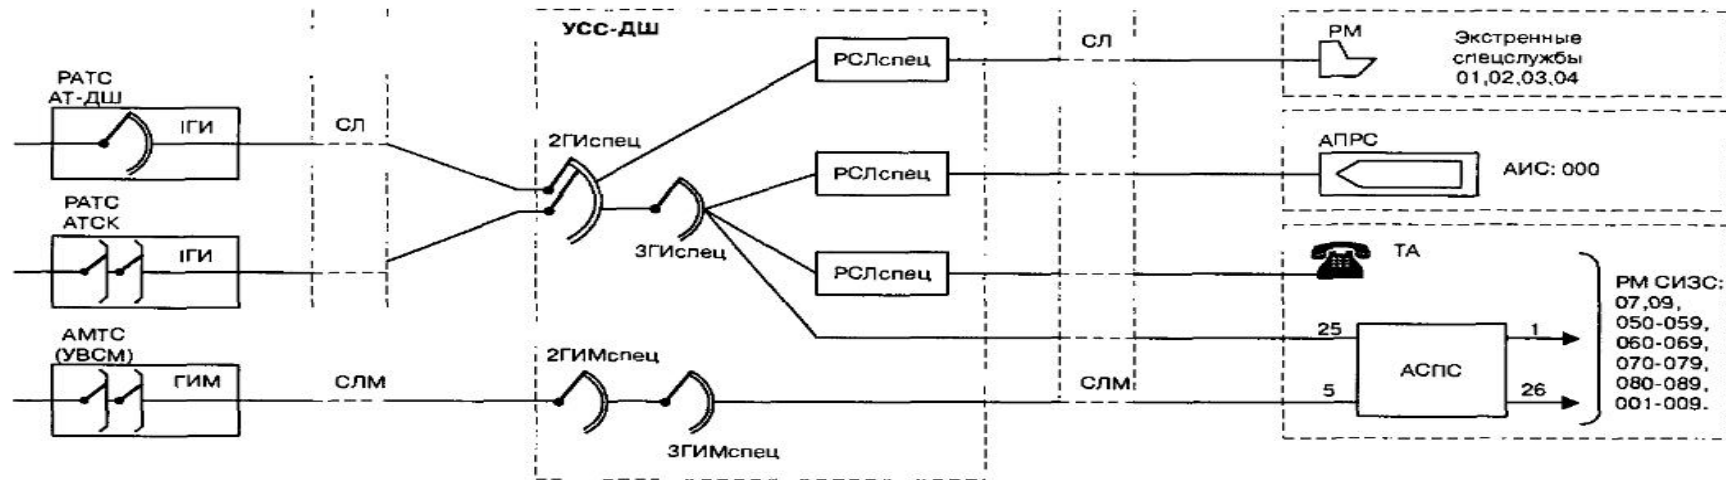 УСС-ДШ
РАТС
АТ-ДШ
IГИ
СЛ
2ГИспец
РСЛспец
СЛ
РМ
Экстренные
спецслужбы
01,02,03,04
РСЛспец
АПРС
АИС: 000
РАТС
АТСК
IГИ
3ГИспец
РСЛспец
ТА
РМ СИЗС:
07,09,
050-059,
060-069,
070-079,
080-089,
001-009.
25
1
АСПС
5
26
АМТС
(УВСМ)
ГИМ
СЛМ
2ГИМспец
3ГИМспец
СЛМ